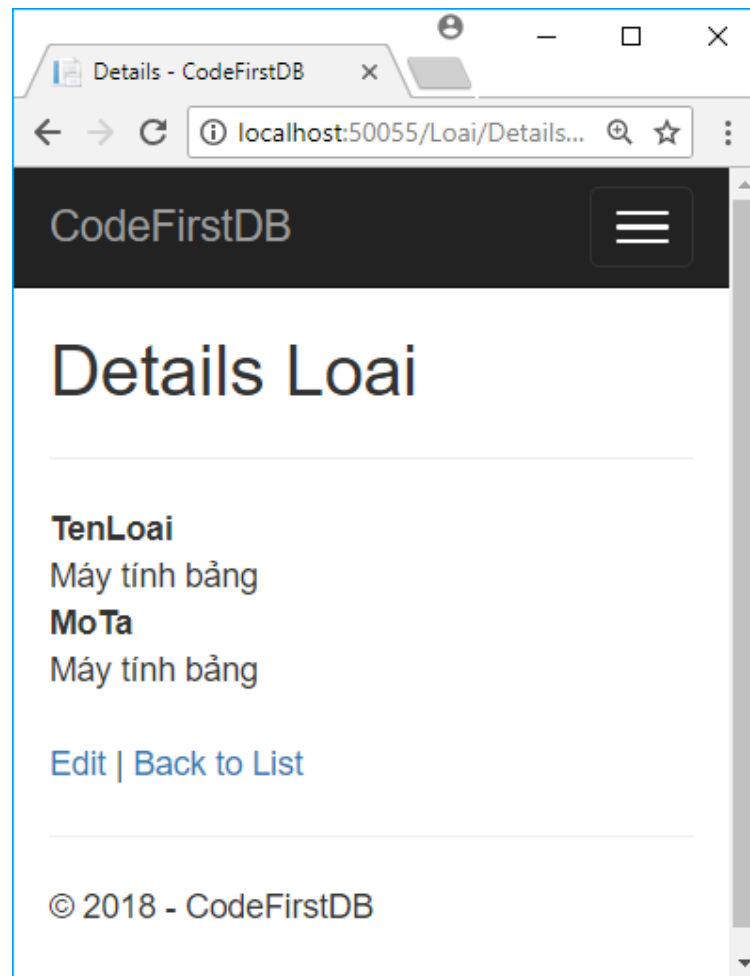 Details - CodeFirstDB
localhost:50055/Loai/Details...
CodeFirstDB
Details Loai
TenLoai
Máy tính bảng
MoTa
Máy tính bảng
Edit | Back to List
© 2018 - CodeFirstDB